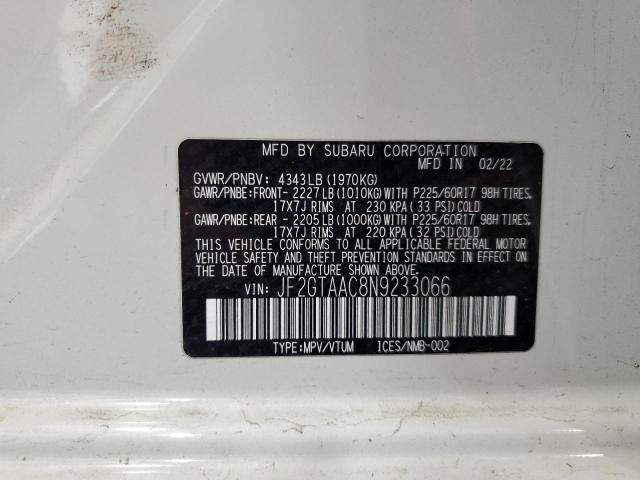 MFD BY SUBARU CORPORATION
MFD IN 02/22
GVWR/PNBV: 4343LB(1970KG)
GAWR/PNBE:FRONT-2227LB(1010KG)WITH P225/60R17 98H TIRES,
17X7J RIMS AT 230 KPA(33 PSI)COLD
GAWR/PNBE:REAR -2205LB(1000KG)WITH P225/60R17 98H TIRES,
17X7J RIMS AT 220 KPA(32 PSI)COLD
THIS VEHICLE CONFORMS TO ALL APPLICABLE FEDERAL MOTOR
VEHICLE SAFETY AND THEFT PREVENTION STANDARDS IN EFFECT ON THE
DATE OF MANUFACTURE SHOWN ABOVE.
VIN: JF2GTAAC8N9233066
TYPE:MPV/VTUM ICES/NMB-002